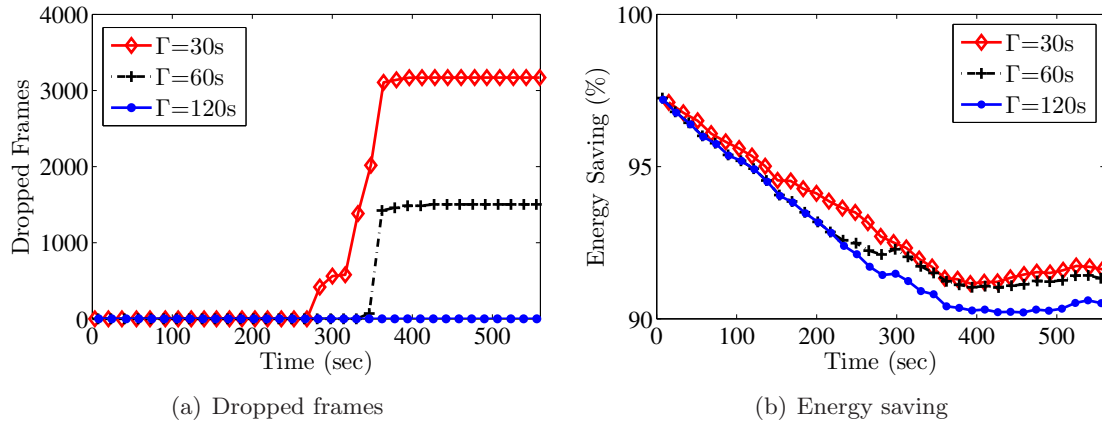 4000
3000
2000
1000
0
0 100 200 300 400 500
Dropped Frames
Time (sec)
Γ=30s
Γ=60s
Γ=120s
(a) Dropped frames
100
95
90
0 100 200 300 400 500
Energy Saving (%)
Time (sec)
Γ=30s
Γ=60s
Γ=120s
(b) Energy saving